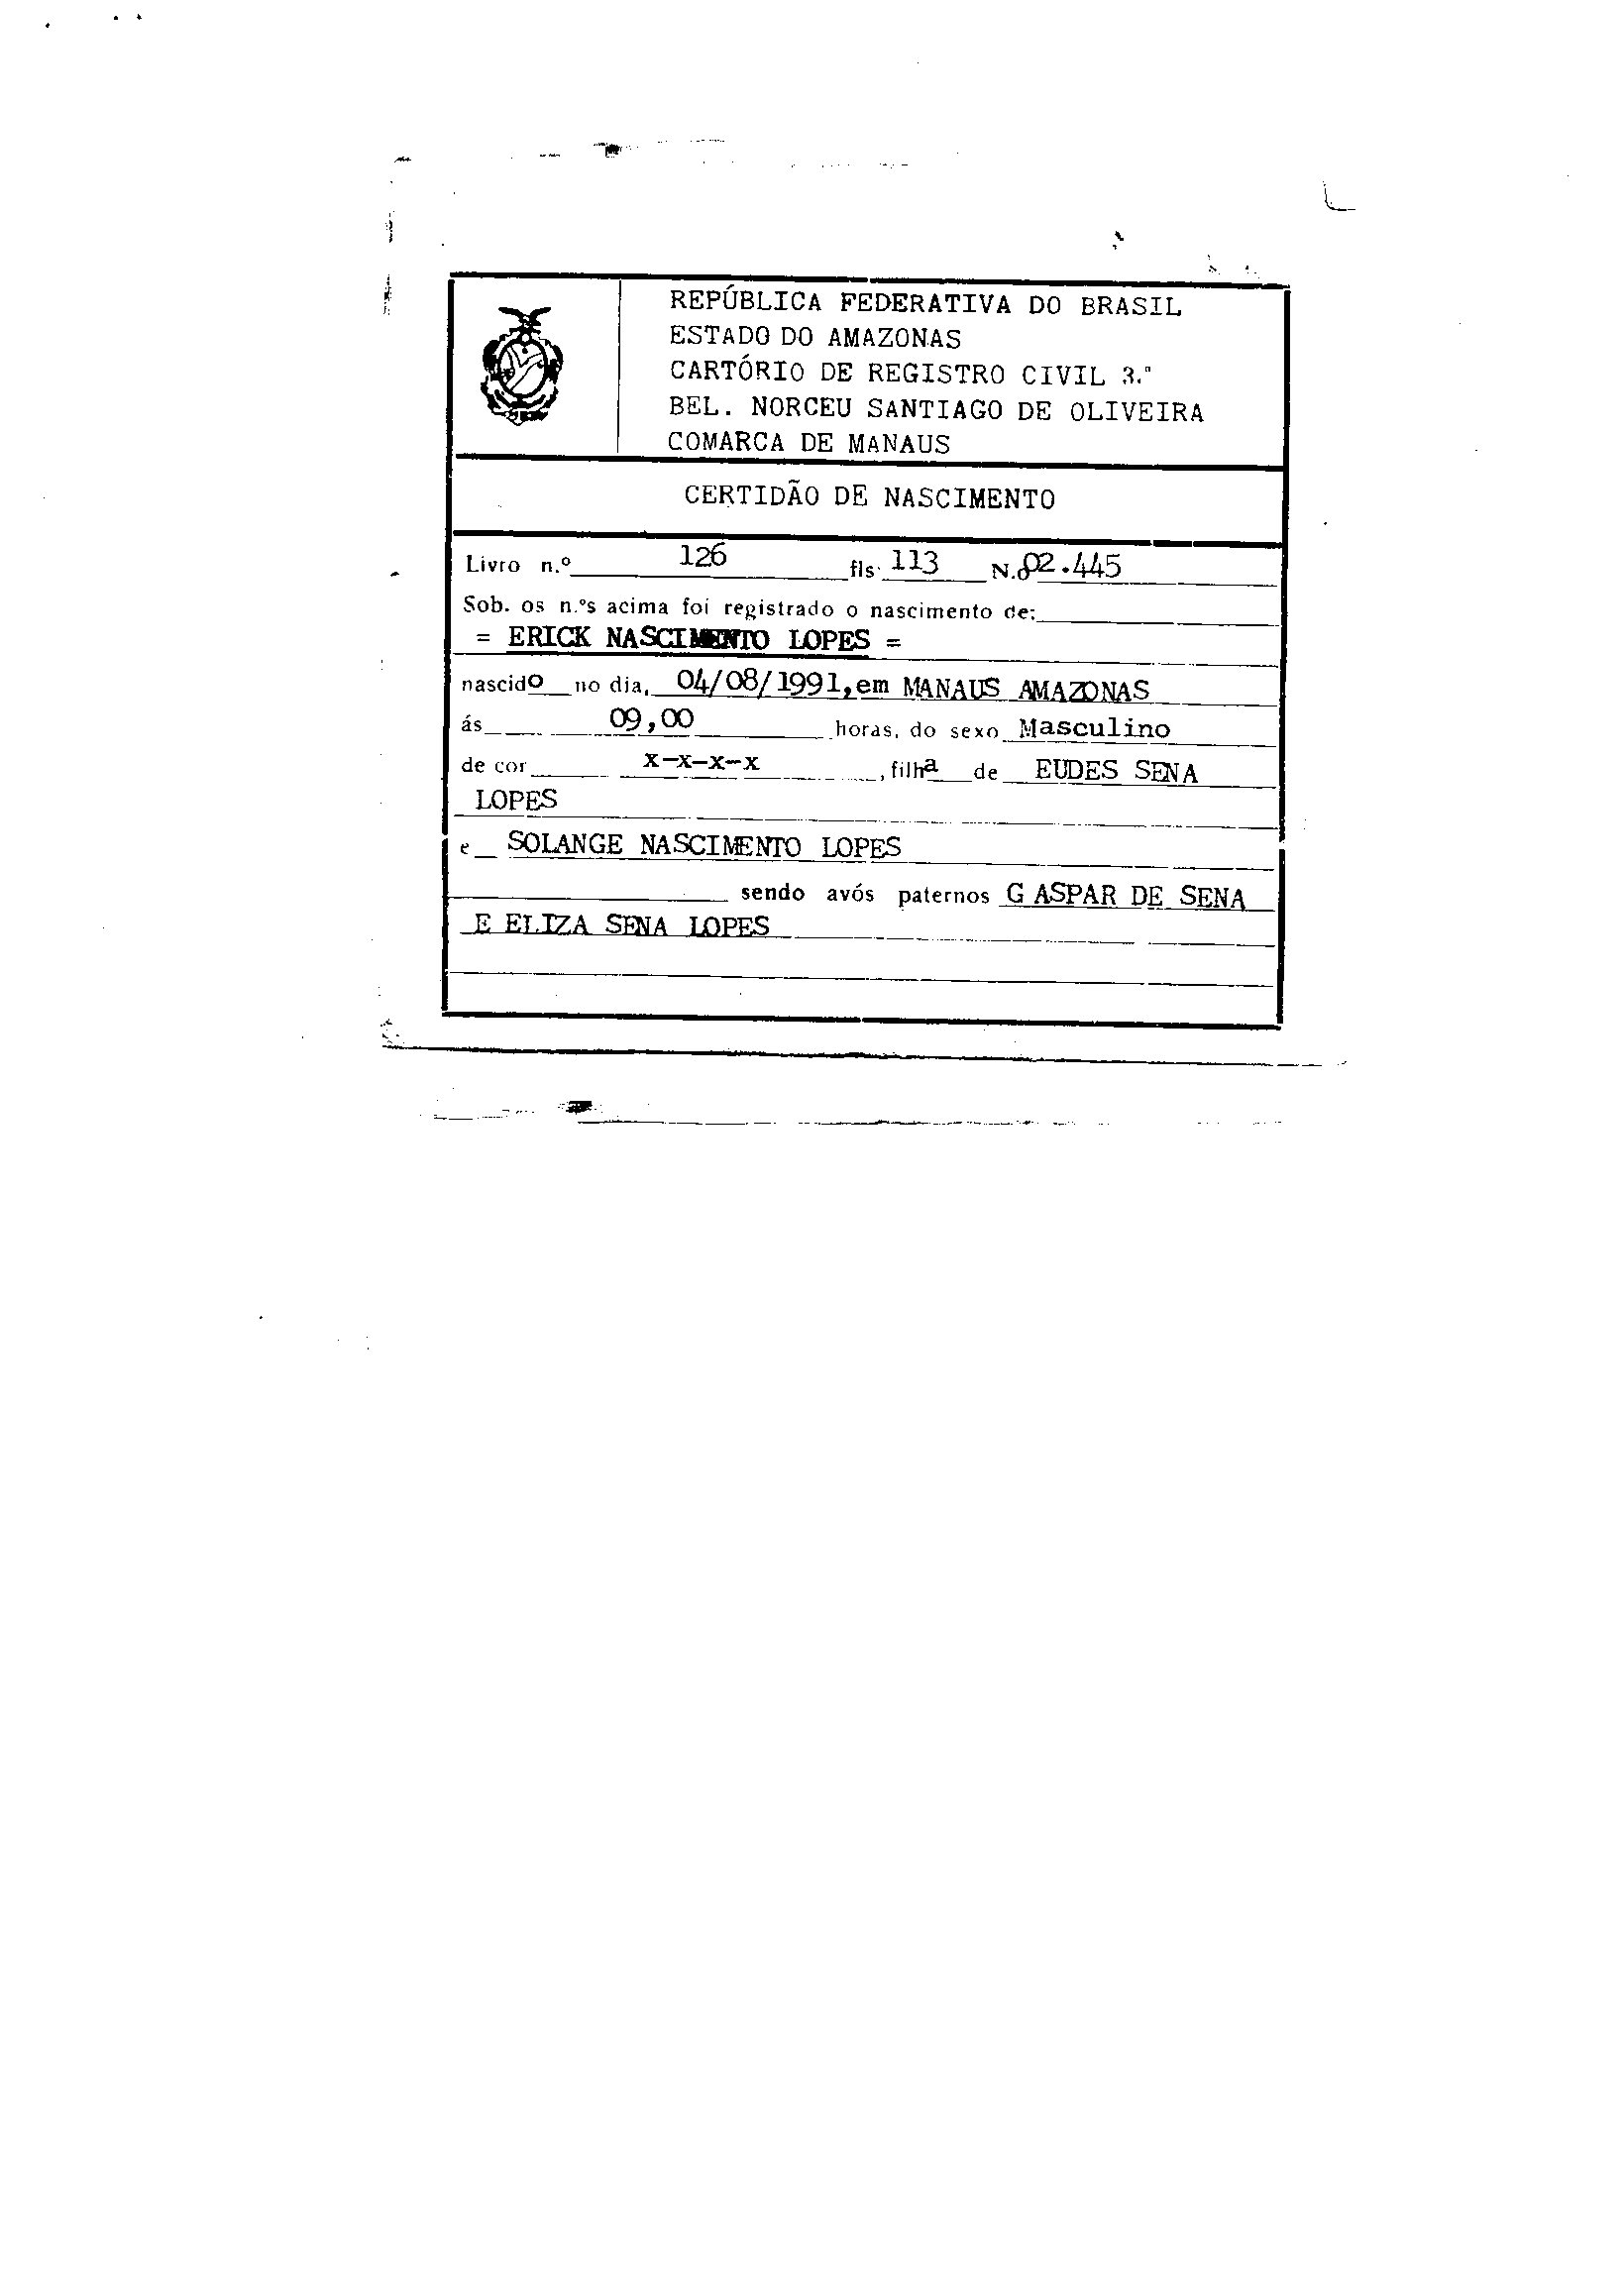 REPÚBLICA FEDERATIVA DO BRASIL
ESTADO DO AMAZONAS
CARTÓRIO DE REGISTRO CIVIL 3.º
BEL. NORCEU SANTIAGO DE OLIVEIRA
COMARCA DE MANAUS
CERTIDÃO DE NASCIMENTO
Livro n.º 126 fls. 113 N.º 02.445
Sob. os n.ºs acima foi registrado o nascimento de:
= ERICK NASCIMENTO LOPES =
nascido no dia, 04/08/1991, em MANAUS AMAZONAS
ás 09,00 horas, do sexo Masculino
de cor x-x-x-x, filha de EUDES SENA
LOPES
e SOLANGE NASCIMENTO LOPES
sendo avós paternos G ASPAR DE SENA
E ELIZA SENA LOPES